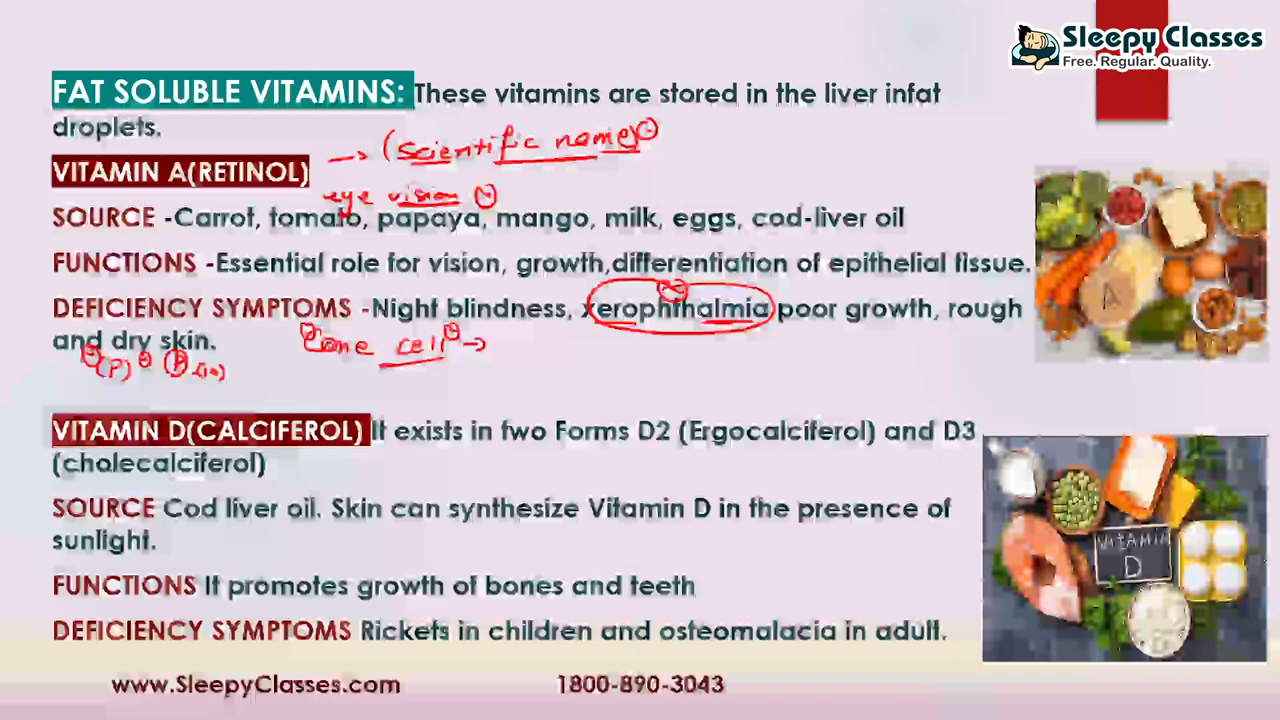 Sleepy Classes
Free. Regular. Quality.
FAT SOLUBLE VITAMINS: These vitamins are stored in the liver infat
droplets.
→ (Scientific name)
VITAMIN A(RETINOL)
eye vision
SOURCE -Carrot, tomato, papaya, mango, milk, eggs, cod-liver oil
FUNCTIONS -Essential role for vision, growth,differentiation of epithelial tissue.
A
DEFICIENCY SYMPTOMS -Night blindness, xerophthalmia poor growth, rough
and dry skin.
cone cell →
(P)
VITAMIN D(CALCIFEROL) It exists in two Forms D2 (Ergocalciferol) and D3
(cholecalciferol)
SOURCE Cod liver oil. Skin can synthesize Vitamin D in the presence of
sunlight.
VITAMIN
D
FUNCTIONS It promotes growth of bones and teeth
DEFICIENCY SYMPTOMS Rickets in children and osteomalacia in adult.
www.SleepyClasses.com 1800-890-3043